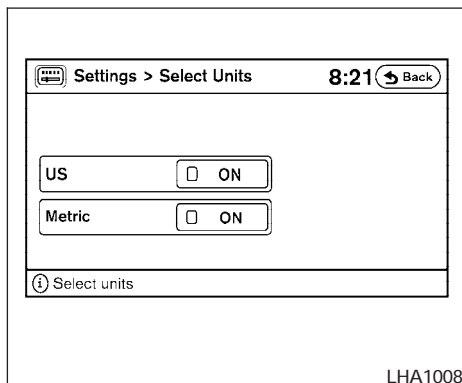 Settings > Select Units 8:21 Back
US ON
Metric ON
i Select units
LHA1008